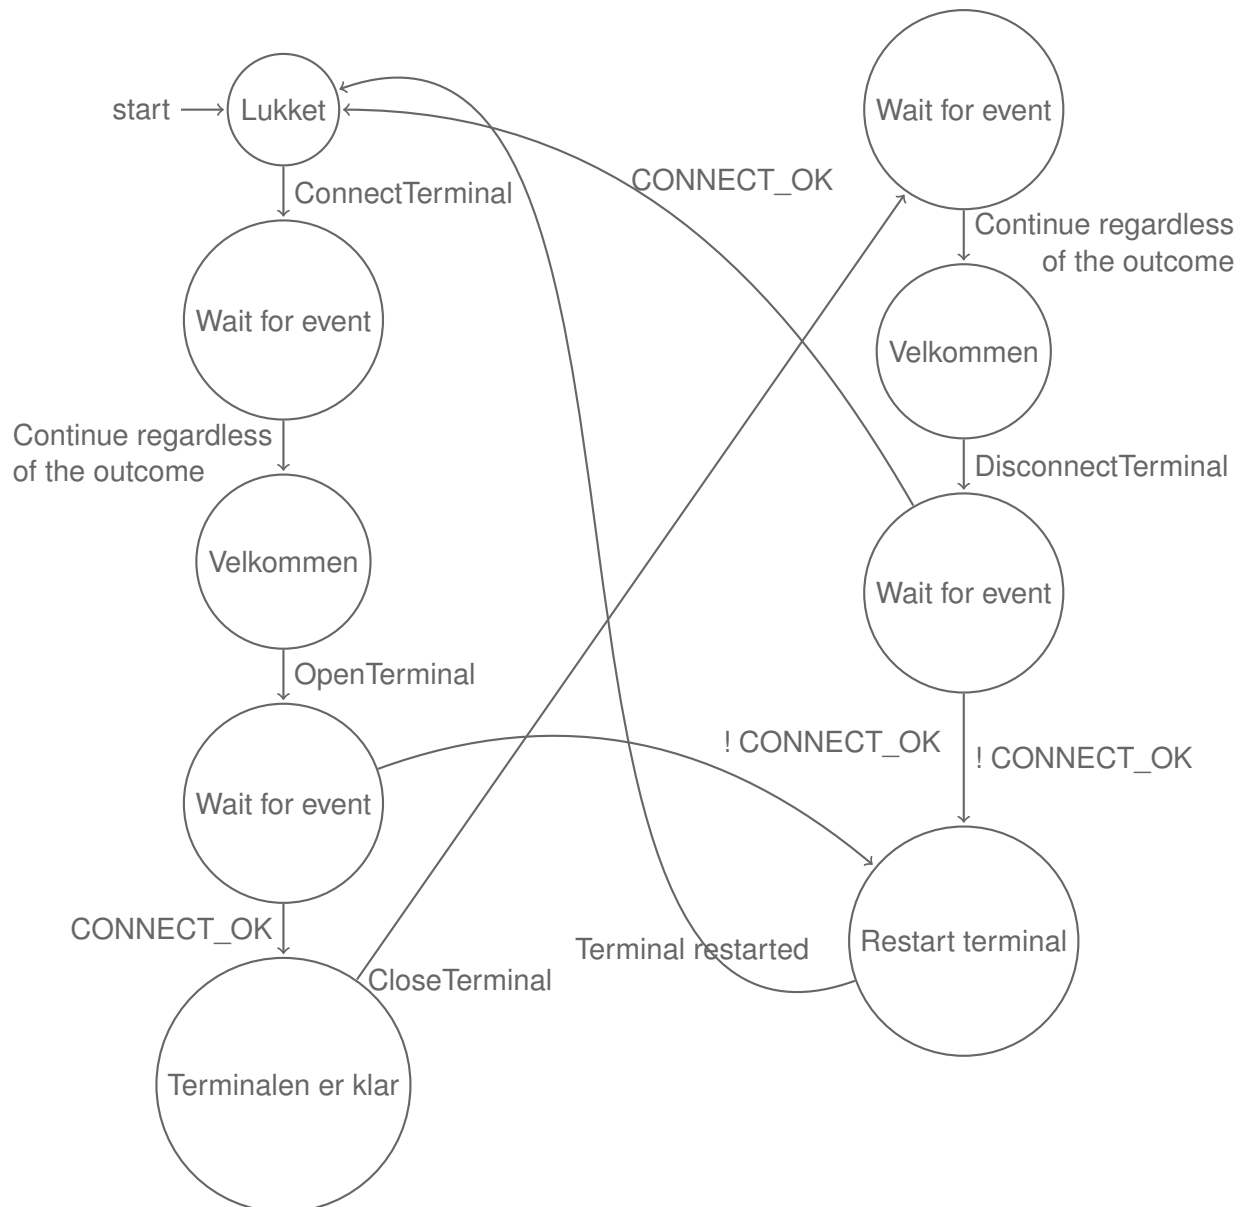 start
Lukket
ConnectTerminal
Wait for event
Continue regardless
of the outcome
Velkommen
OpenTerminal
Wait for event
CONNECT_OK
Terminalen er klar
CloseTerminal
Wait for event
Continue regardless
of the outcome
Velkommen
DisconnectTerminal
Wait for event
CONNECT_OK
! CONNECT_OK
! CONNECT_OK
Restart terminal
Terminal restarted